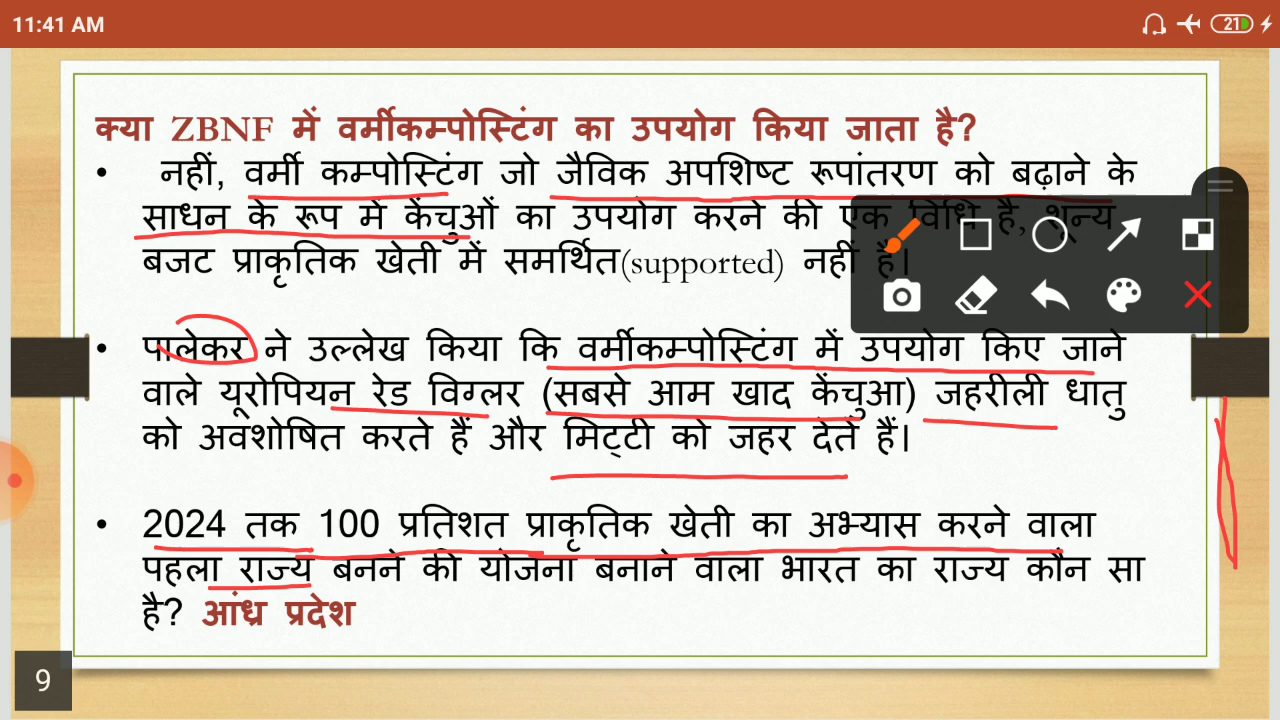 11:41 AM
21
क्या ZBNF में वर्मीकम्पोस्टिंग का उपयोग किया जाता है?
• नहीं, वर्मी कम्पोस्टिंग जो जैविक अपशिष्ट रूपांतरण को बढ़ाने के
साधन के रूप में केंचुओं का उपयोग करने की एक विधि है, शून्य
बजट प्राकृतिक खेती में समर्थित(supported) नहीं है।
• पालेकर ने उल्लेख किया कि वर्मीकम्पोस्टिंग में उपयोग किए जाने
वाले यूरोपियन रेड विग्लर (सबसे आम खाद केंचुआ) जहरीली धातु
को अवशोषित करते हैं और मिट्टी को जहर देते हैं।
• 2024 तक 100 प्रतिशत प्राकृतिक खेती का अभ्यास करने वाला
पहला राज्य बनने की योजना बनाने वाला भारत का राज्य कौन सा
है? आंध्र प्रदेश
9